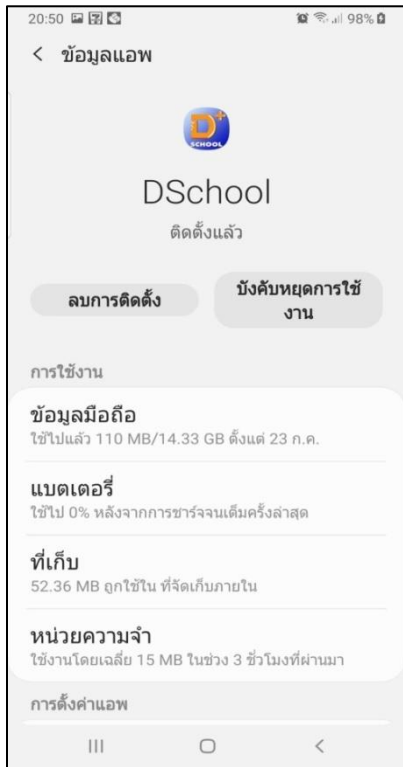 20:50 98%
ข้อมูลแอพ
D+
SCHOOL
DSchool
ติดตั้งแล้ว
ลบการติดตั้ง
บังคับหยุดการใช้
งาน
การใช้งาน
ข้อมูลมือถือ
ใช้ไปแล้ว 110 MB/14.33 GB ตั้งแต่ 23 ก.ค.
แบตเตอรี่
ใช้ไป 0% หลังจากการชาร์จจนเต็มครั้งล่าสุด
ที่เก็บ
52.36 MB ถูกใช้ใน ที่จัดเก็บภายใน
หน่วยความจำ
ใช้งานโดยเฉลี่ย 15 MB ในช่วง 3 ชั่วโมงที่ผ่านมา
การตั้งค่าแอพ